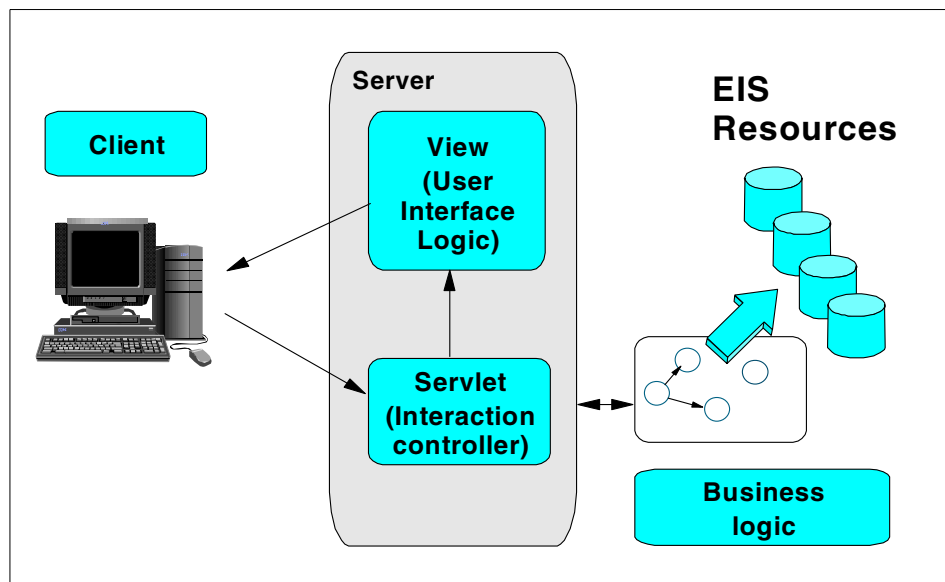 Server
EIS
Resources
Client
View
(User
Interface
Logic)
Servlet
(Interaction
controller)
Business
logic